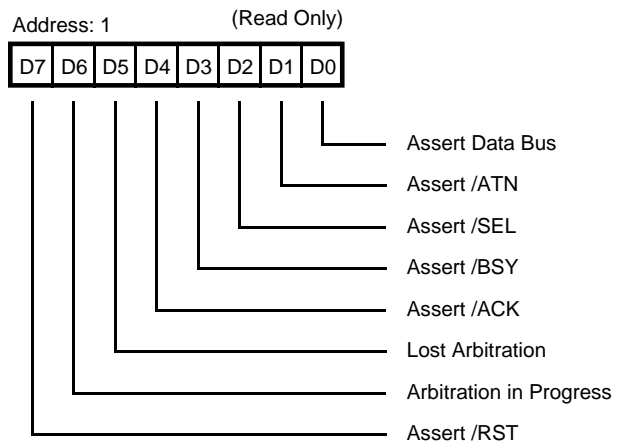 Address: 1 (Read Only)
D7 D6 D5 D4 D3 D2 D1 D0
Assert Data Bus
Assert /ATN
Assert /SEL
Assert /BSY
Assert /ACK
Lost Arbitration
Arbitration in Progress
Assert /RST